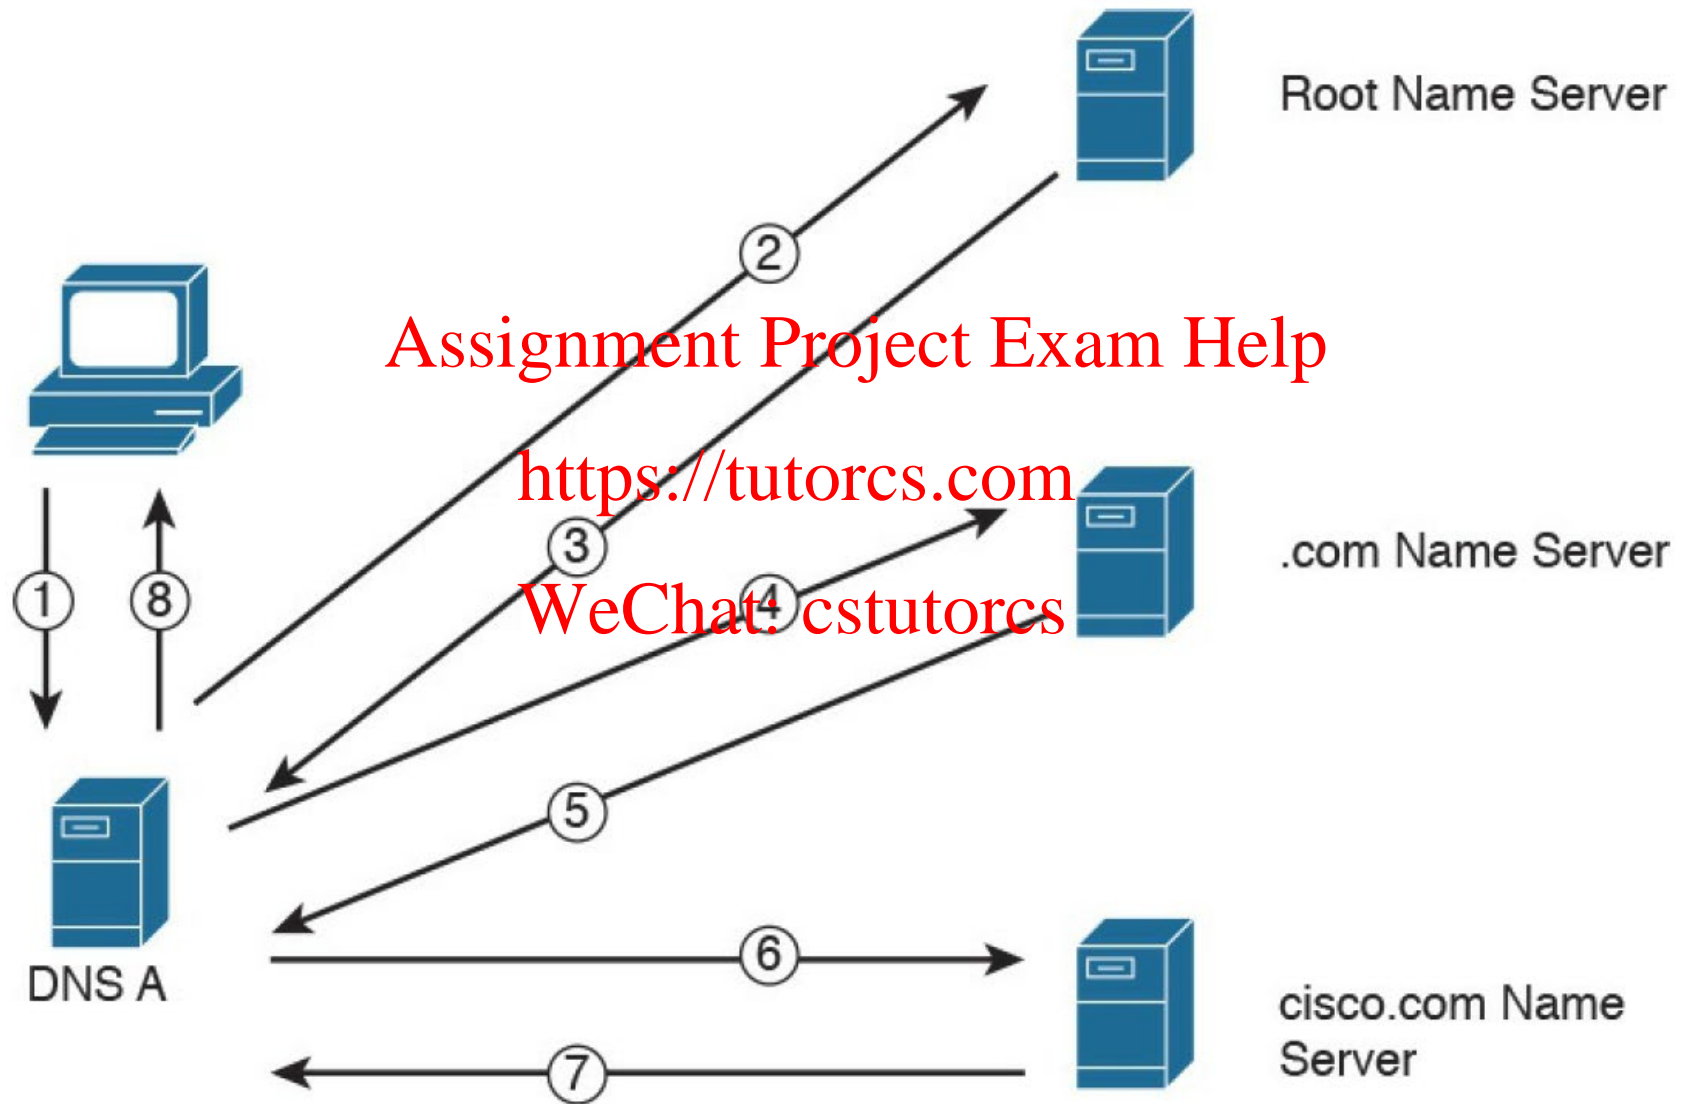 Root Name Server
2
Assignment Project Exam Help
https://tutorcs.com
3
.com Name Server
1
8
4
WeChat: cstutorcs
5
6
DNS A
cisco.com Name
Server
7